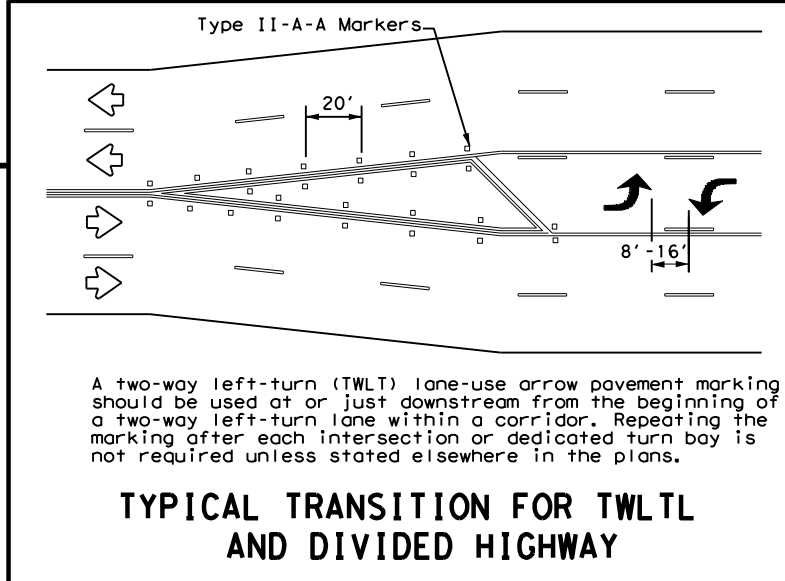 Type II-A-A Markers
20'
8'-16'
A two-way left-turn (TWLT) lane-use arrow pavement marking
should be used at or just downstream from the beginning of
a two-way left-turn lane within a corridor. Repeating the
marking after each intersection or dedicated turn bay is
not required unless stated elsewhere in the plans.
TYPICAL TRANSITION FOR TWLTL
AND DIVIDED HIGHWAY